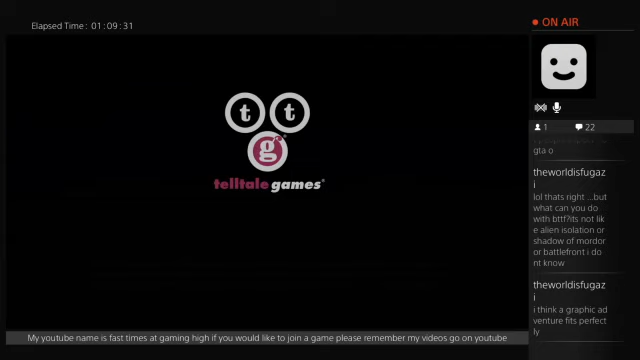 Elapsed Time : 01:09:31
ON AIR
t t
g
telltale games
1 22
gta o
theworldisfugaz
i
lol thats right ...but
what can you do
with bttf?its not lik
e alien isolation or
shadow of mordor
or battlefront i do
nt know
theworldisfugaz
i
i think a graphic ad
venture fits perfect
ly
My youtube name is fast times at gaming high if you would like to join a game please remember my videos go on youtube